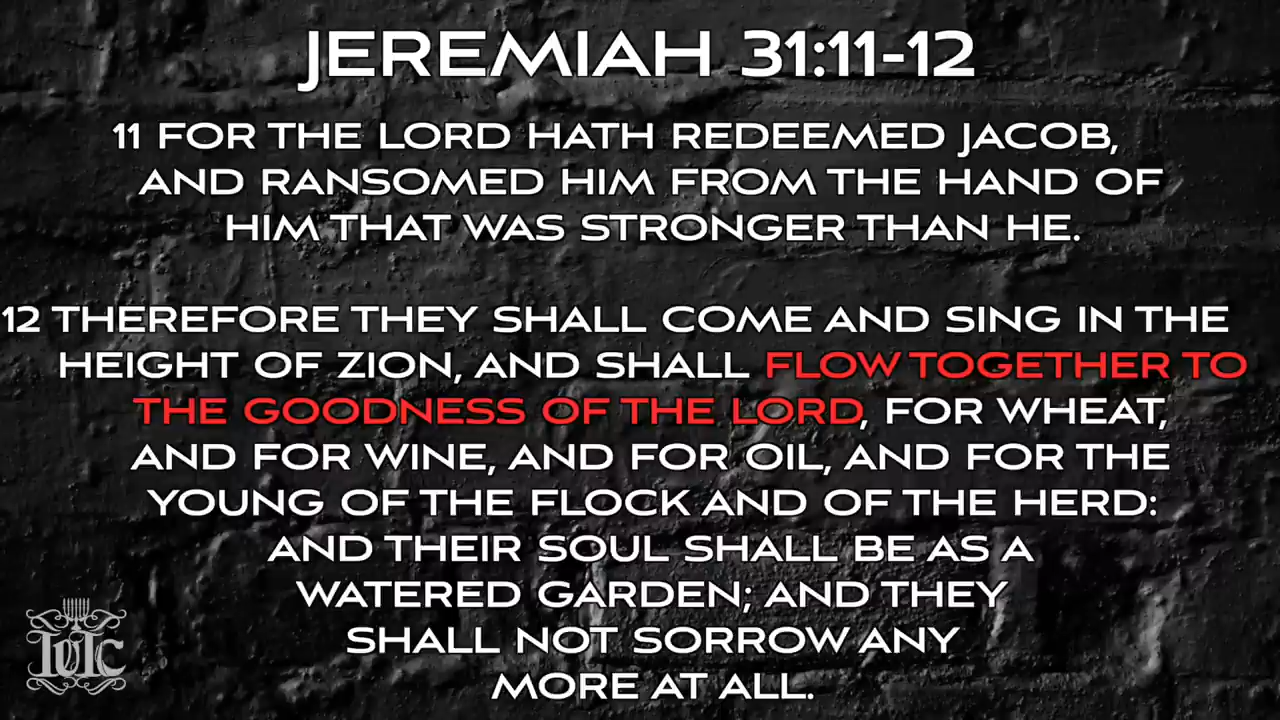 JEREMIAH 31:11-12
11 FOR THE LORD HATH REDEEMED JACOB,
AND RANSOMED HIM FROM THE HAND OF
HIM THAT WAS STRONGER THAN HE.
12 THEREFORE THEY SHALL COME AND SING IN THE
HEIGHT OF ZION, AND SHALL FLOW TOGETHER TO
THE GOODNESS OF THE LORD, FOR WHEAT,
AND FOR WINE, AND FOR OIL, AND FOR THE
YOUNG OF THE FLOCK AND OF THE HERD:
AND THEIR SOUL SHALL BE AS A
WATERED GARDEN; AND THEY
SHALL NOT SORROW ANY
MORE AT ALL.
IUIC